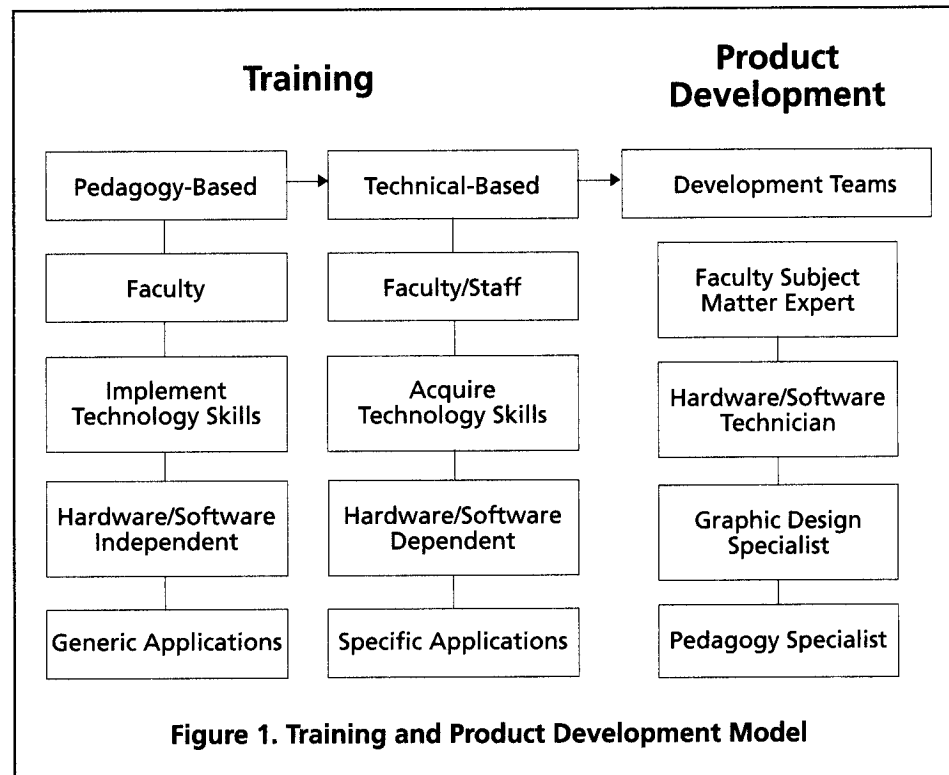 Training
Product
Development
Pedagogy-Based
Technical-Based
Development Teams
Faculty
Faculty/Staff
Faculty Subject
Matter Expert
Implement
Technology Skills
Acquire
Technology Skills
Hardware/Software
Technician
Hardware/Software
Independent
Hardware/Software
Dependent
Graphic Design
Specialist
Generic Applications
Specific Applications
Pedagogy Specialist
Figure 1. Training and Product Development Model